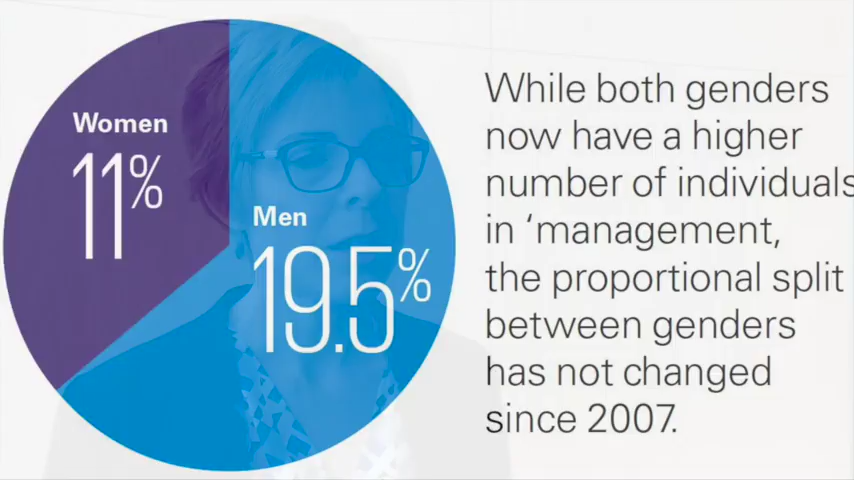 Women
11%
Men
19.5%
While both genders
now have a higher
number of individuals
in ‘management,
the proportional split
between genders
has not changed
since 2007.